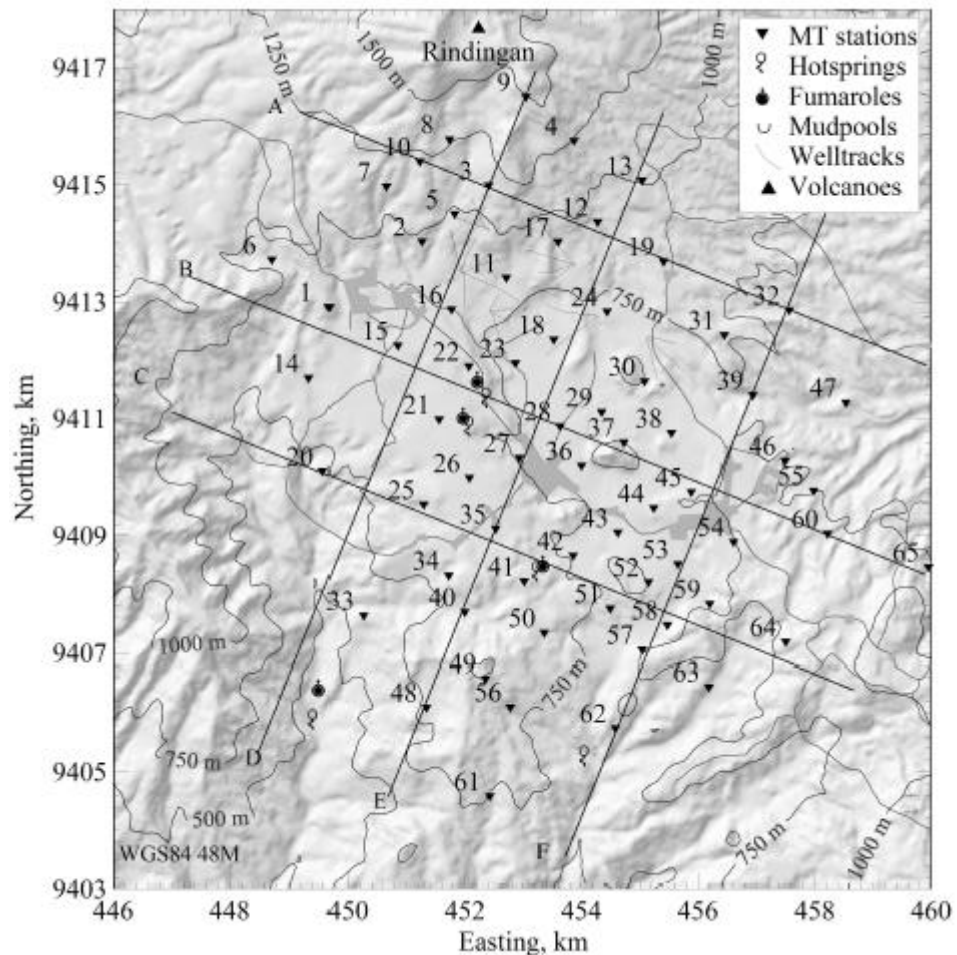 Rindingan
MT stations
Hotsprings
Fumaroles
Mudpools
Welltracks
Volcanoes
1250 m
1500 m
1000 m
9417
9
A
8
4
10
13
7
3
9415
5
12
2
17
19
6
11
B
750 m
32
9413
1
16
24
31
15
18
22
23
C
14
30
39
47
29
9411
21
28
37
38
27
36
46
20
26
45
55
25
44
35
60
43
54
9409
42
53
65
34
41
52
33
40
51
59
50
58
1000 m
57
64
9407
49
750 m
63
48
56
62
750 m
D
9405
E
61
500 m
F
WGS84 48M
750 m
1000 m
9403
446 448 450 452 454 456 458 460
Easting, km
Northing, km